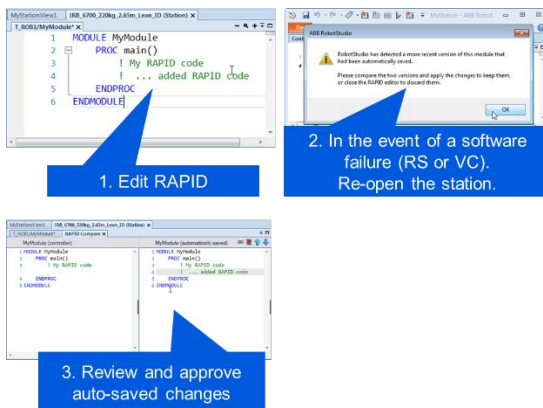 MyStationView1 IRB_6700_220kg_2.65m_Lean_ID (Station) x
T_ROB1/MyModule* x
1 MODULE MyModule
2 PROC main()
3 ! My RAPID code
4 ! ... added RAPID code
5 ENDPROC
6 ENDMODULE
1. Edit RAPID
MyStation - ABB Robot
ABB RobotStudio
RobotStudio has detected a more recent version of this module that
had been automatically saved.
Please compare the two versions and apply the changes to keep them,
or close the RAPID editor to discard them.
OK
2. In the event of a software
failure (RS or VC).
Re-open the station.
MyStationView1 IRB_6700_220kg_2.65m_Lean_ID (Station) x
T_ROB1/MyModule* RAPID Compare x
MyModule (controller)
1 MODULE MyModule
2 PROC main()
3 ! My RAPID code
4 ENDPROC
5 ENDMODULE
MyModule (automatically saved)
1 MODULE MyModule
2 PROC main()
3 ! My RAPID code
4 ! ... added RAPID code
5 ENDPROC
6 ENDMODULE
3. Review and approve
auto-saved changes